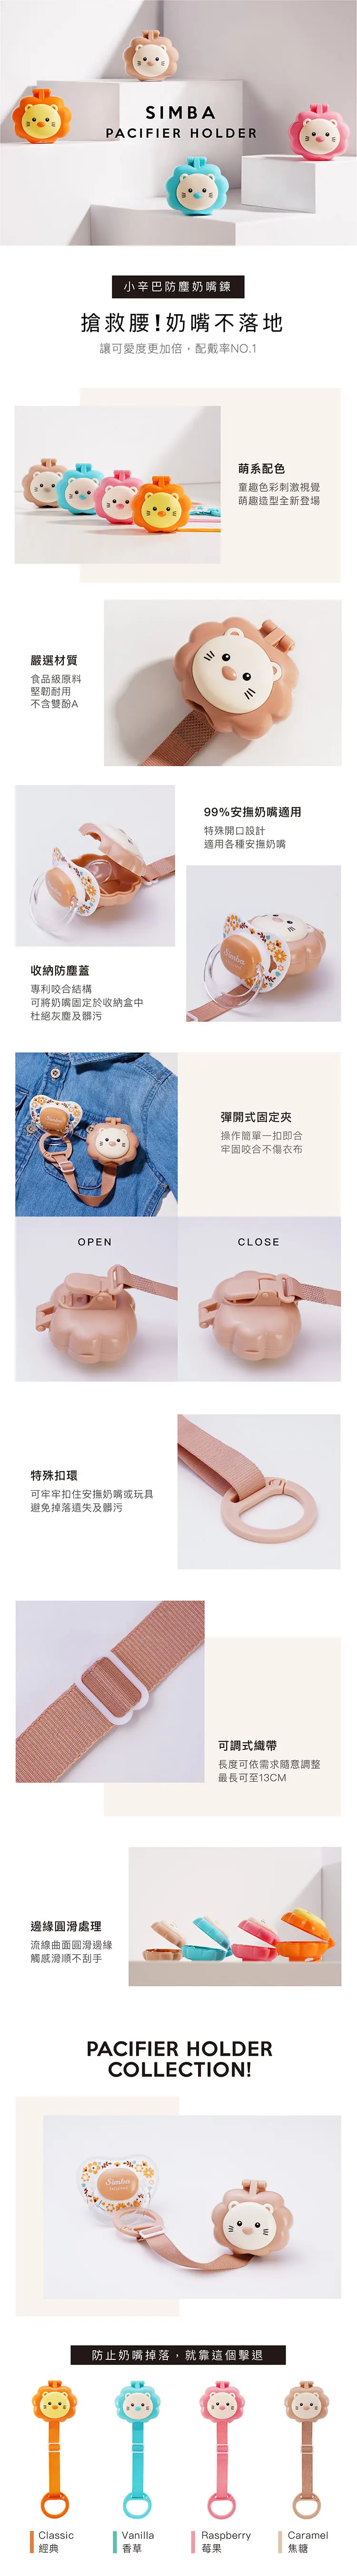 SIMBA
PACIFIER HOLDER
小辛巴防塵奶嘴鍊
搶救腰!奶嘴不落地
讓可愛度更加倍，配戴率NO.1
萌系配色
童趣色彩刺激視覺
萌趣造型全新登場
嚴選材質
食品級原料
堅韌耐用
不含雙酚A
99%安撫奶嘴適用
特殊開口設計
適用各種安撫奶嘴
Simba
收納防塵蓋
專利咬合結構
可將奶嘴固定於收納盒中
杜絕灰塵及髒污
彈開式固定夾
操作簡單一扣即合
牢固咬合不傷衣布
OPEN
CLOSE
特殊扣環
可牢牢扣住安撫奶嘴或玩具
避免掉落遺失及髒污
可調式織帶
長度可依需求隨意調整
最長可至13CM
邊緣圓滑處理
流線曲面圓滑邊緣
觸感滑順不刮手
PACIFIER HOLDER
COLLECTION!
Simba
防止奶嘴掉落，就靠這個擊退
Classic
經典
Vanilla
香草
Raspberry
莓果
Caramel
焦糖